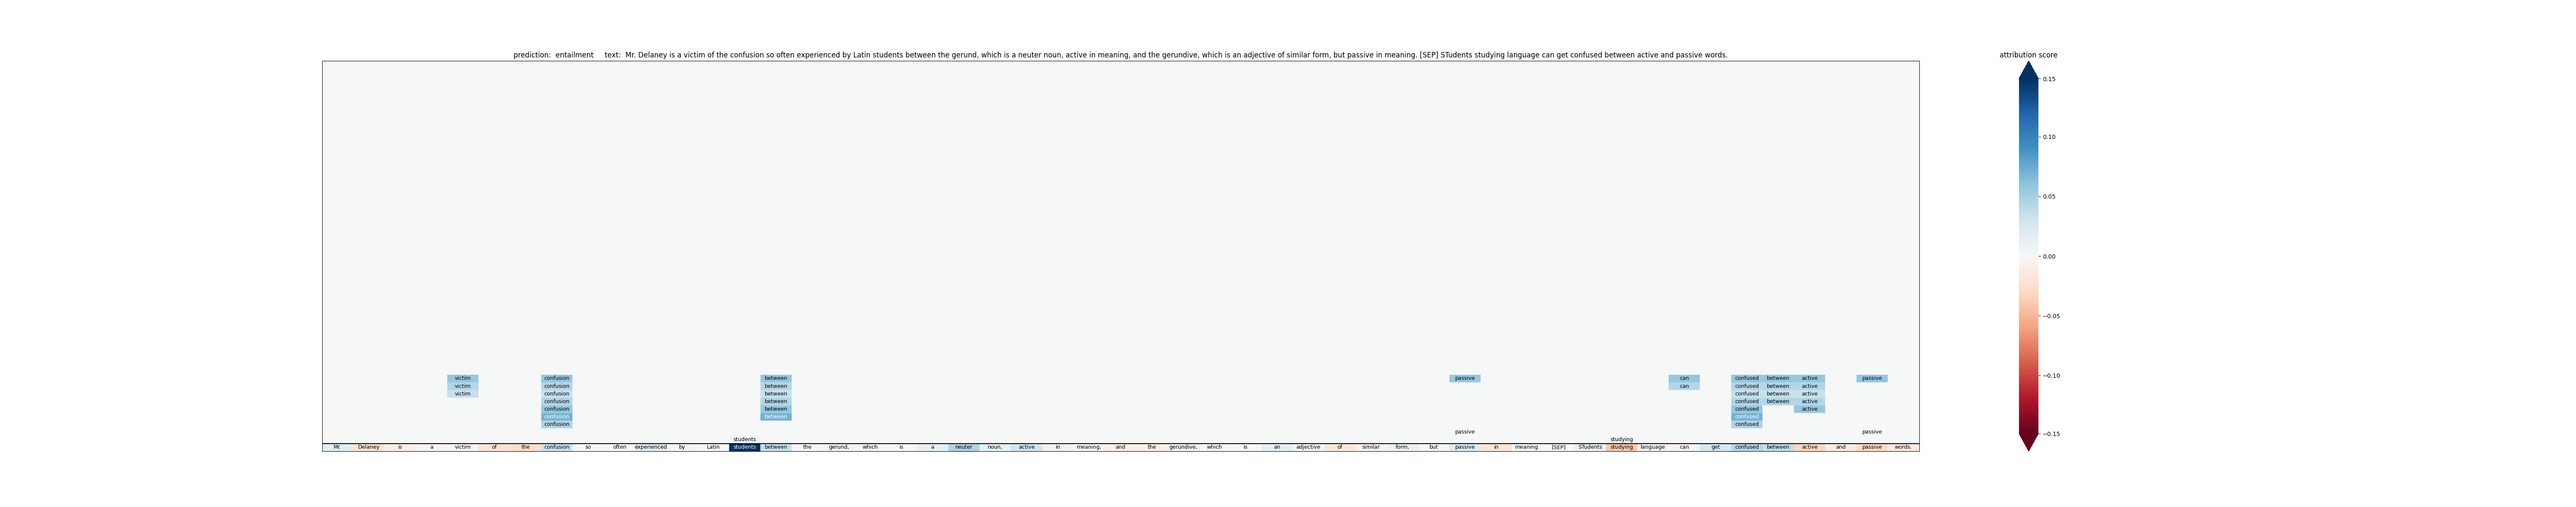 prediction:  entailment     text:  Mr. Delaney is a victim of the confusion so often experienced by Latin students between the gerund, which is a neuter noun, active in meaning, and the gerundive, which is an adjective of similar form, but passive in meaning. [SEP] STudents studying language can get confused between active and passive words.
attribution score
0.15
0.10
0.05
0.00
−0.05
−0.10
−0.15
victim confusion between passive can confused between active passive
victim confusion between can confused between active
victim confusion between confused between active
confusion between confused between active
confusion between confused active
confusion between confused
confusion confused
passive passive
students studying
Mr. Delaney is a victim of the confusion so often experienced by Latin students between the gerund, which is a neuter noun, active in meaning, and the gerundive, which is an adjective of similar form, but passive in meaning. [SEP] STudents studying language can get confused between active and passive words.